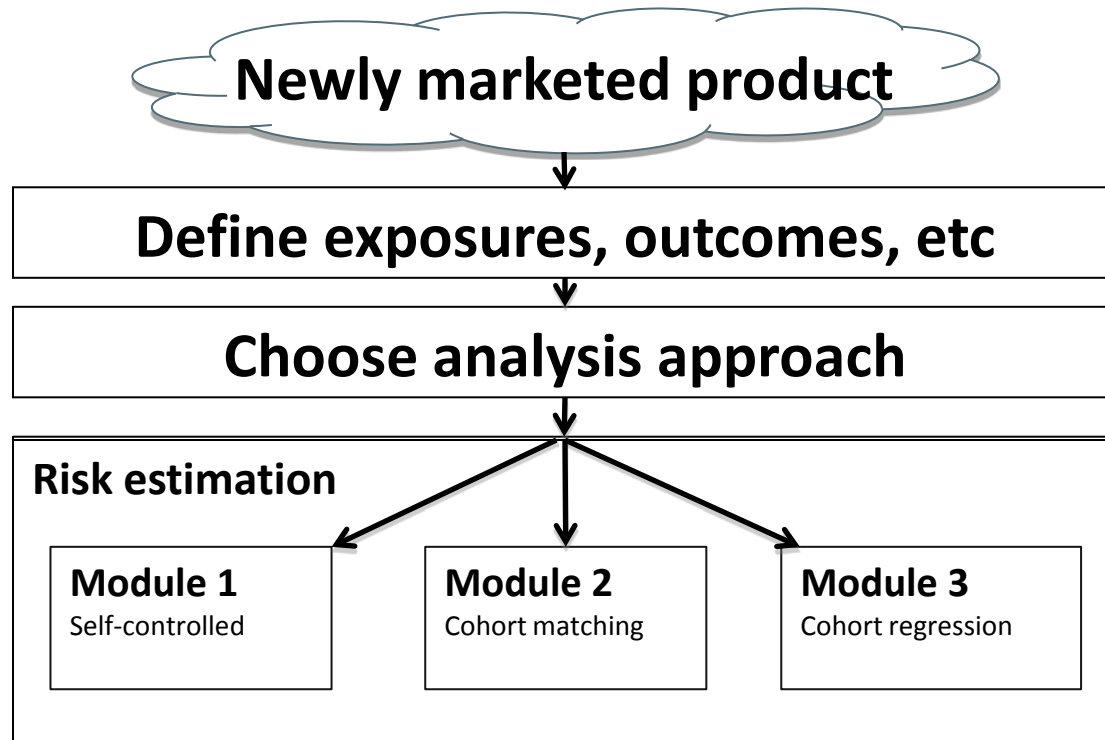 Newly marketed product
Define exposures, outcomes, etc
Choose analysis approach
Risk estimation
Module 1
Self-controlled
Module 2
Cohort matching
Module 3
Cohort regression